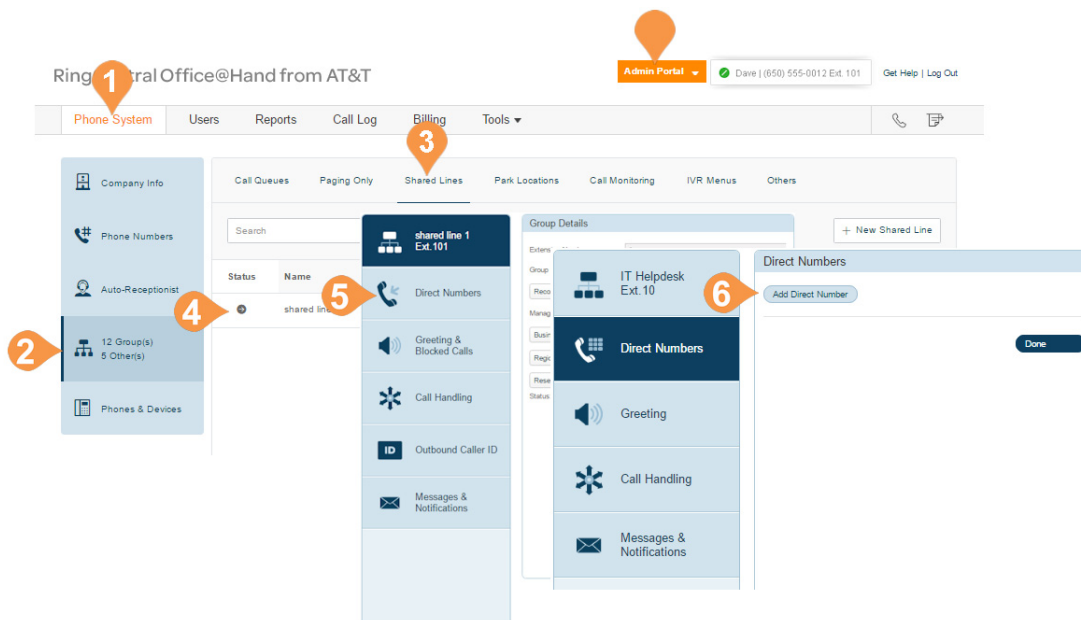 Ring tral Office@Hand from AT&T
Admin Portal
Dave | (650) 555-0012 Ext. 101
Get Help | Log Out
1
Phone System
Users
Reports
Call Log
Billing
Tools
3
Company Info
Phone Numbers
Auto-Receptionist
2
12 Group(s)
5 Other(s)
Phones & Devices
Call Queues
Paging Only
Shared Lines
Park Locations
Call Monitoring
IVR Menus
Others
Search
+ New Shared Line
Status
Name
4
shared
shared line 1
Ext.101
5
Direct Numbers
Greeting &
Blocked Calls
Call Handling
ID
Outbound Caller ID
Messages &
Notifications
Group Details
Group
Status
IT Helpdesk
Ext.10
Direct Numbers
Greeting
Call Handling
Messages &
Notifications
Direct Numbers
6
Add Direct Number
Done